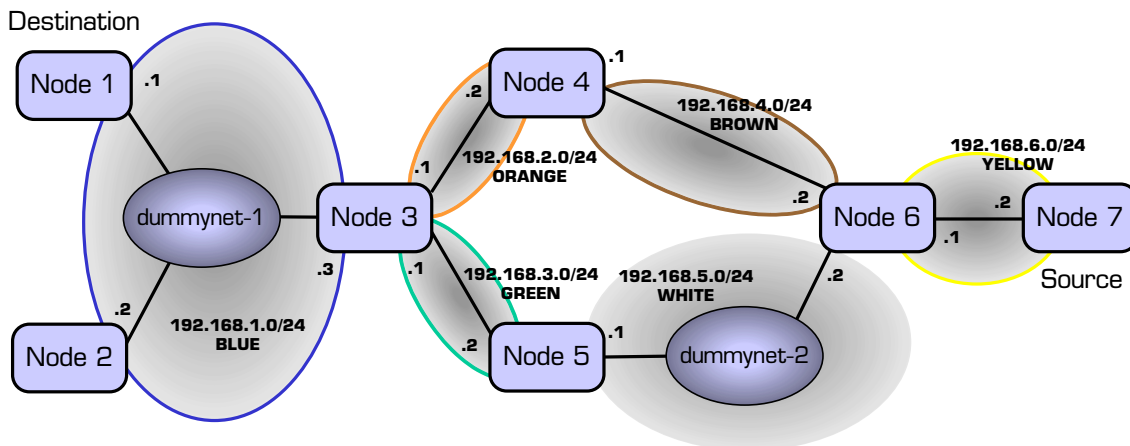 Destination
Node 1
.1
dummynet-1
.2
Node 2
192.168.1.0/24
BLUE
Node 3
.3
.1
.2
192.168.2.0/24
ORANGE
Node 4
.1
.1
.2
192.168.3.0/24
GREEN
Node 5
.1
192.168.4.0/24
BROWN
.2
192.168.5.0/24
WHITE
dummynet-2
.2
Node 6
.1
192.168.6.0/24
YELLOW
.2
Node 7
Source